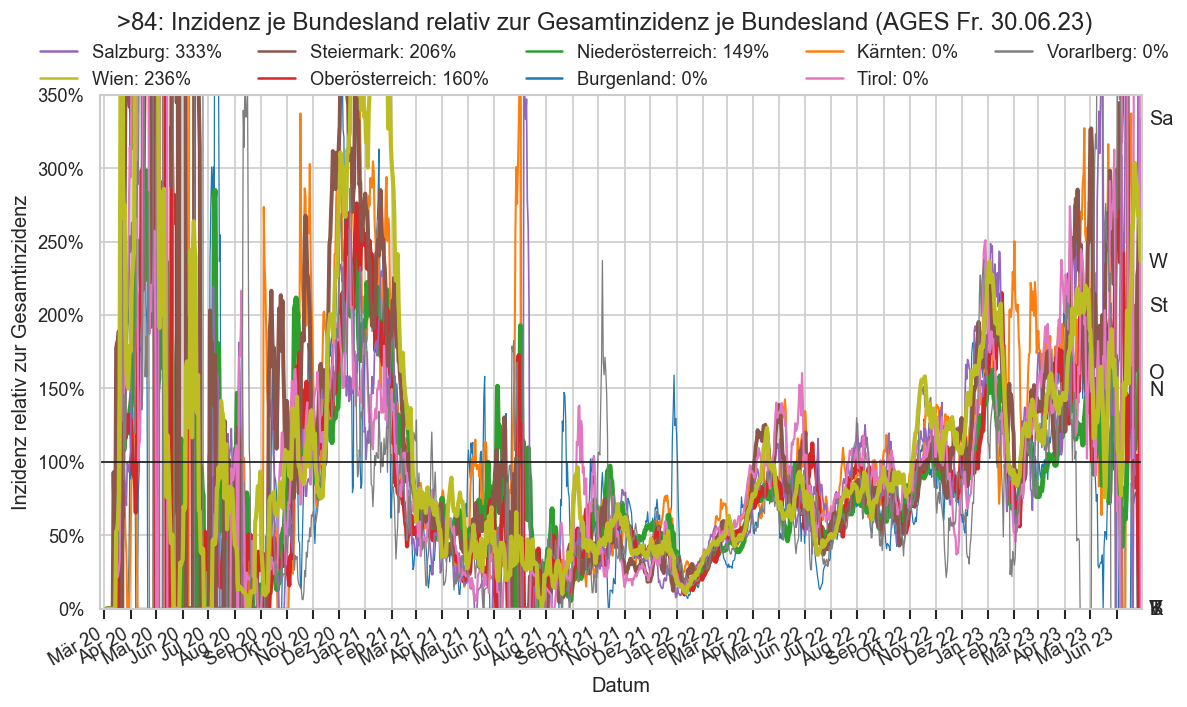 >84: Inzidenz je Bundesland relativ zur Gesamtinzidenz je Bundesland (AGES Fr. 30.06.23)
Salzburg: 333% Steiermark: 206% Niederösterreich: 149% Kärnten: 0% Vorarlberg: 0%
Wien: 236% Oberösterreich: 160% Burgenland: 0% Tirol: 0%
350%
300%
250%
200%
150%
100%
50%
0%
Inzidenz relativ zur Gesamtinzidenz
Sa
W
St
O
N
Mär 20 Apr 20 Mai 20 Jun 20 Jul 20 Aug 20 Sep 20 Okt 20 Nov 20 Dez 20 Jan 21 Feb 21 Mär 21 Apr 21 Mai 21 Jun 21 Jul 21 Aug 21 Sep 21 Okt 21 Nov 21 Dez 21 Jan 22 Feb 22 Mär 22 Apr 22 Mai 22 Jun 22 Jul 22 Aug 22 Sep 22 Okt 22 Nov 22 Dez 22 Jan 23 Feb 23 Mär 23 Apr 23 Mai 23 Jun 23
Datum